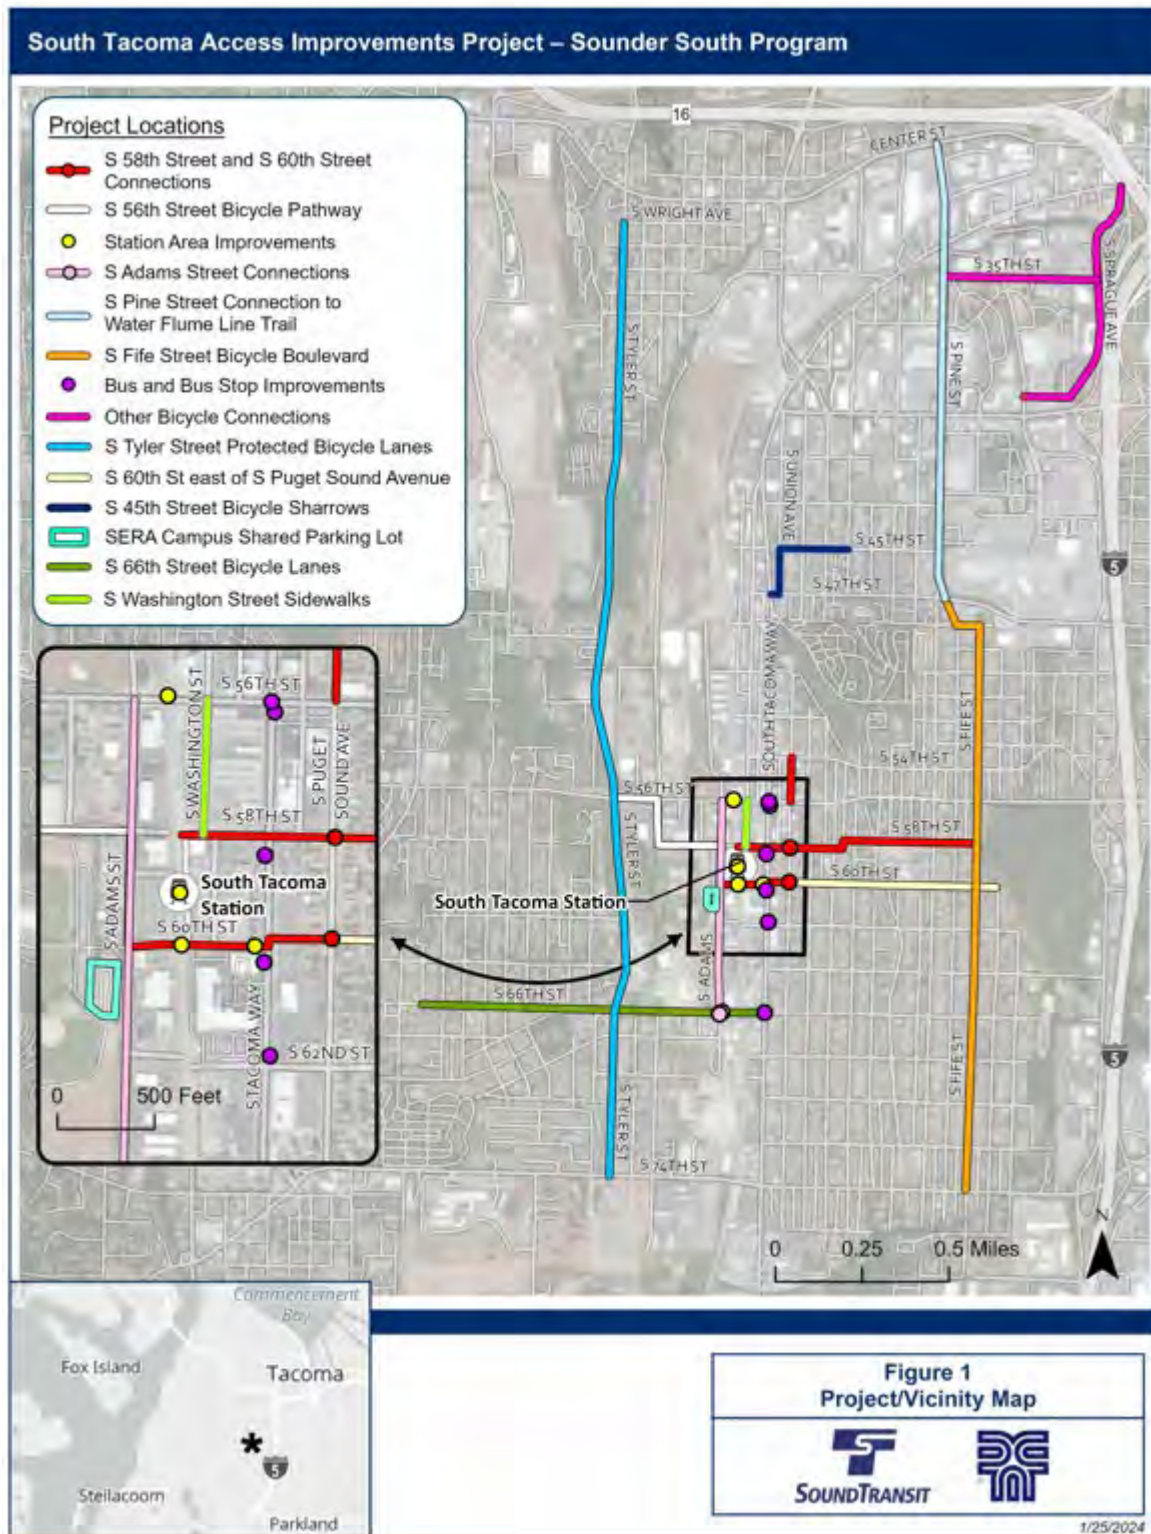 South Tacoma Access Improvements Project – Sounder South Program
Project Locations
S 58th Street and S 60th Street
Connections
S 56th Street Bicycle Pathway
Station Area Improvements
S Adams Street Connections
S Pine Street Connection to
Water Flume Line Trail
S Fife Street Bicycle Boulevard
Bus and Bus Stop Improvements
Other Bicycle Connections
S Tyler Street Protected Bicycle Lanes
S 60th St east of S Puget Sound Avenue
S 45th Street Bicycle Sharrows
SERA Campus Shared Parking Lot
S 66th Street Bicycle Lanes
S Washington Street Sidewalks
16
CENTER ST
S WRIGHT AVE
S 35TH ST
S SPRAGUE AVE
S TYLER ST
S PINE ST
S UNION AVE
S 45TH ST
S 47TH ST
5
SOUTH TACOMA WAY
S FIFE ST
S 54TH ST
S 56TH ST
S 58TH ST
S TYLER ST
S 60TH ST
South Tacoma Station
S ADAMS
S 66TH ST
S FIFE ST
5
S TYLER ST
S 74TH ST
0 0.25 0.5 Miles
N
S 56TH ST
S WASHINGTON ST
S PUGET
SOUND AVE
S 58TH ST
S ADAMS ST
South Tacoma
Station
S 60TH ST
S TACOMA WAY
S 62ND ST
0 500 Feet
Commencement
Bay
Fox Island
Tacoma
*
5
Steilacoom
Parkland
Figure 1
Project/Vicinity Map
SOUNDTRANSIT
1/25/2024